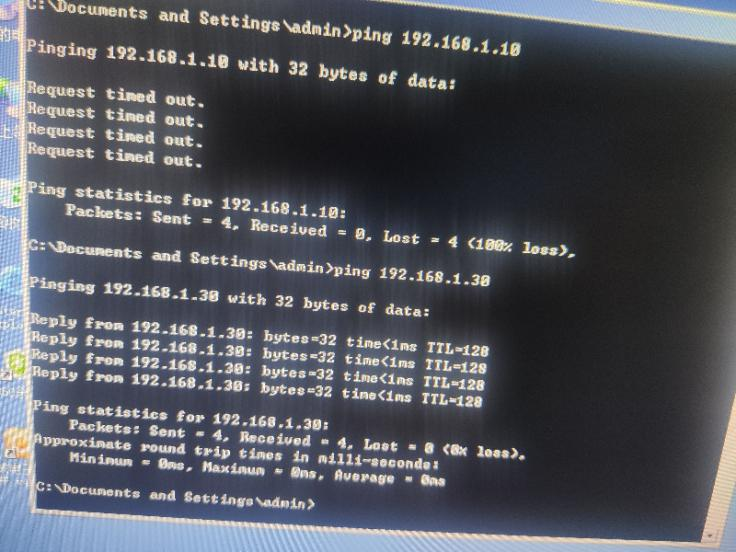 C:\Documents and Settings\admin>ping 192.168.1.10
Pinging 192.168.1.10 with 32 bytes of data:
Request timed out.
Request timed out.
Request timed out.
Request timed out.
Ping statistics for 192.168.1.10:
Packets: Sent = 4, Received = 0, Lost = 4 (100% loss),
C:\Documents and Settings\admin>ping 192.168.1.30
Pinging 192.168.1.30 with 32 bytes of data:
Reply from 192.168.1.30: bytes=32 time<1ms TTL=128
Reply from 192.168.1.30: bytes=32 time<1ms TTL=128
Reply from 192.168.1.30: bytes=32 time<1ms TTL=128
Reply from 192.168.1.30: bytes=32 time<1ms TTL=128
Ping statistics for 192.168.1.30:
Packets: Sent = 4, Received = 4, Lost = 0 (0% loss),
Approximate round trip times in milli-seconds:
Minimum = 0ms, Maximum = 0ms, Average = 0ms
C:\Documents and Settings\admin>